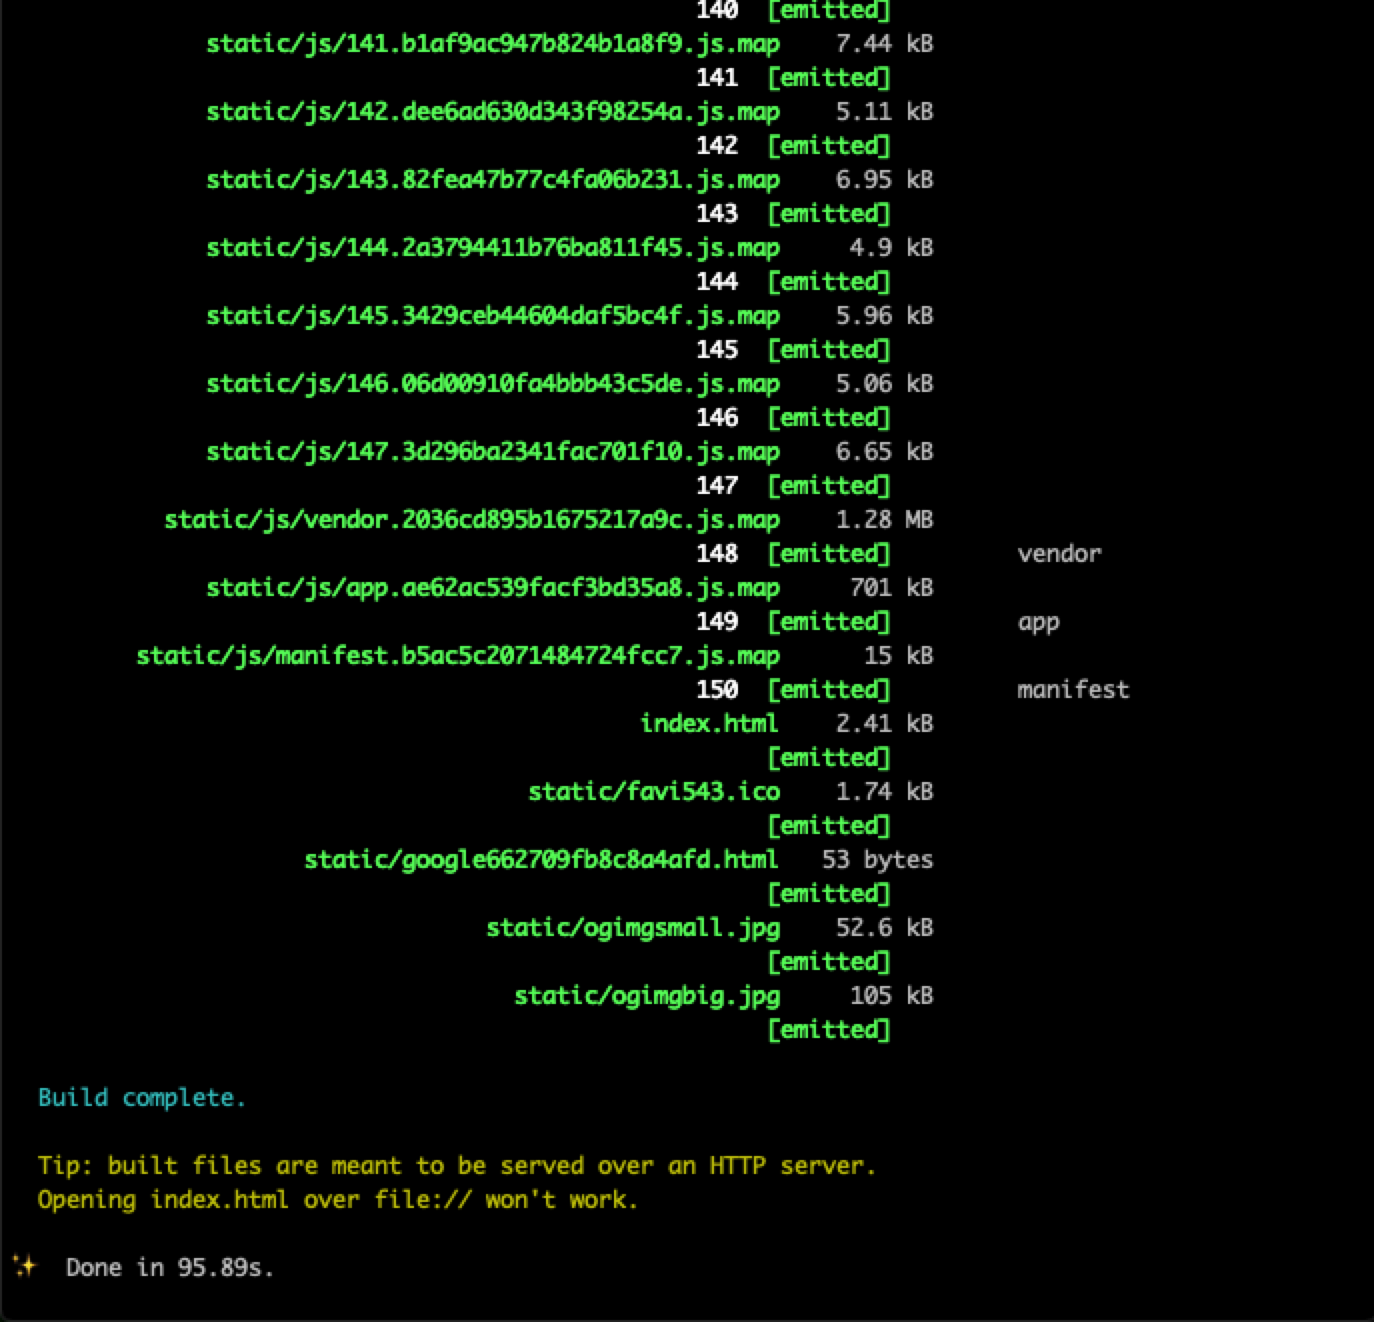 140 [emitted]
static/js/141.b1af9ac947b824b1a8f9.js.map 7.44 kB
141 [emitted]
static/js/142.dee6ad630d343f98254a.js.map 5.11 kB
142 [emitted]
static/js/143.82fea47b77c4fa06b231.js.map 6.95 kB
143 [emitted]
static/js/144.2a3794411b76ba811f45.js.map 4.9 kB
144 [emitted]
static/js/145.3429ceb44604daf5bc4f.js.map 5.96 kB
145 [emitted]
static/js/146.06d00910fa4bbb43c5de.js.map 5.06 kB
146 [emitted]
static/js/147.3d296ba2341fac701f10.js.map 6.65 kB
147 [emitted]
static/js/vendor.2036cd895b1675217a9c.js.map 1.28 MB
148 [emitted] vendor
static/js/app.ae62ac539facf3bd35a8.js.map 701 kB
149 [emitted] app
static/js/manifest.b5ac5c2071484724fcc7.js.map 15 kB
150 [emitted] manifest
index.html 2.41 kB
[emitted]
static/favi543.ico 1.74 kB
[emitted]
static/google662709fb8c8a4afd.html 53 bytes
[emitted]
static/ogimgsmall.jpg 52.6 kB
[emitted]
static/ogimgbig.jpg 105 kB
[emitted]
Build complete.
Tip: built files are meant to be served over an HTTP server.
Opening index.html over file:// won't work.
✨ Done in 95.89s.